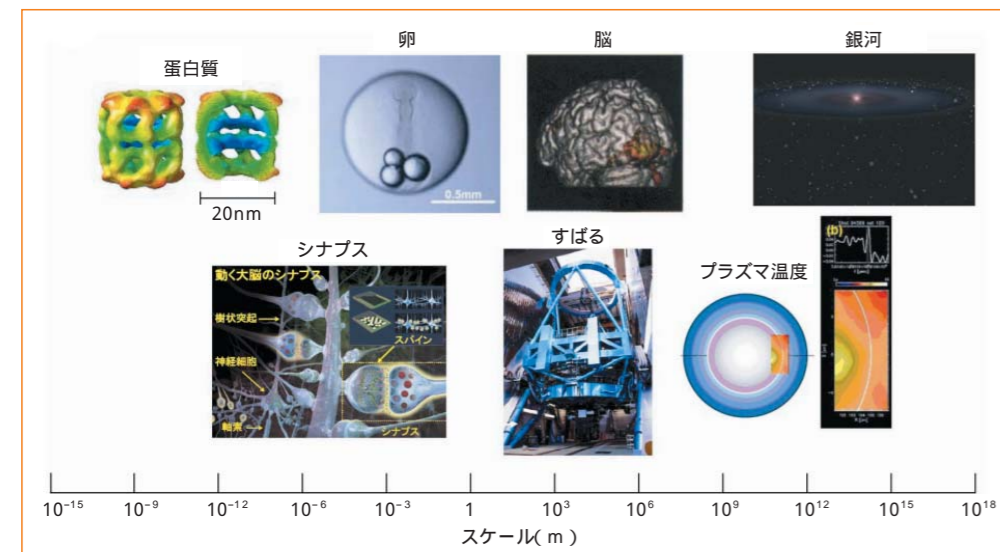 蛋白質
卵
脳
銀河
20nm
0.5mm
シナプス
すばる
プラズマ温度
動く大脳のシナプス
樹状突起
スパイン
神経細胞
軸索
シナプス
(b)
10⁻¹⁵ 10⁻⁹ 10⁻¹² 10⁻⁶ 10⁻³ 1 10³ 10⁶ 10⁹ 10¹² 10¹⁵ 10¹⁸
スケール( m )